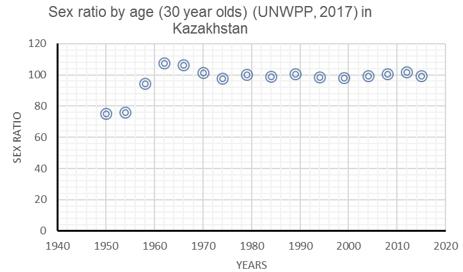 Sex ratio by age (30 year olds) (UNWPP, 2017) in
Kazakhstan
120
100
80
60
40
20
0
SEX RATIO
1940 1950 1960 1970 1980 1990 2000 2010 2020
YEARS